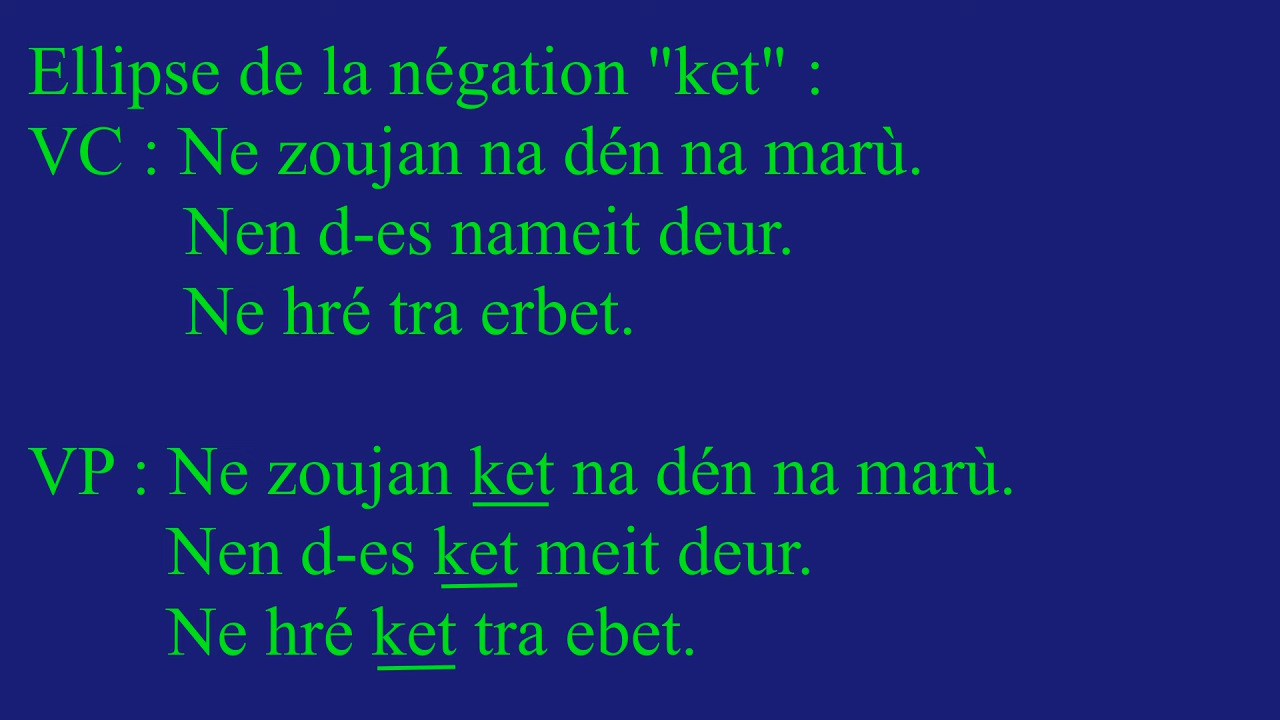 Ellipse de la négation "ket" :
VC : Ne zoujan na dén na marù.
Nen d-es nameit deur.
Ne hré tra erbet.
VP : Ne zoujan ket na dén na marù.
Nen d-es ket meit deur.
Ne hré ket tra ebet.